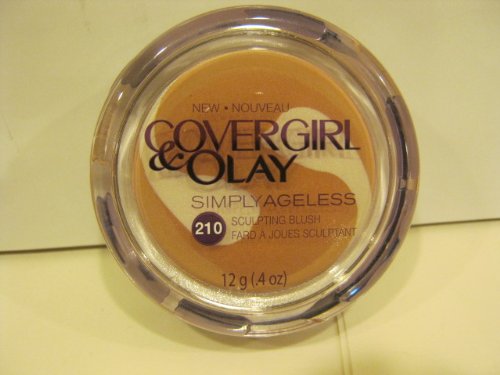 NEW • NOUVEAU
COVERGIRL
& OLAY
SIMPLY AGELESS
210 SCULPTING BLUSH
FARD À JOUES SCULPTANT
12 g (.4 oz)